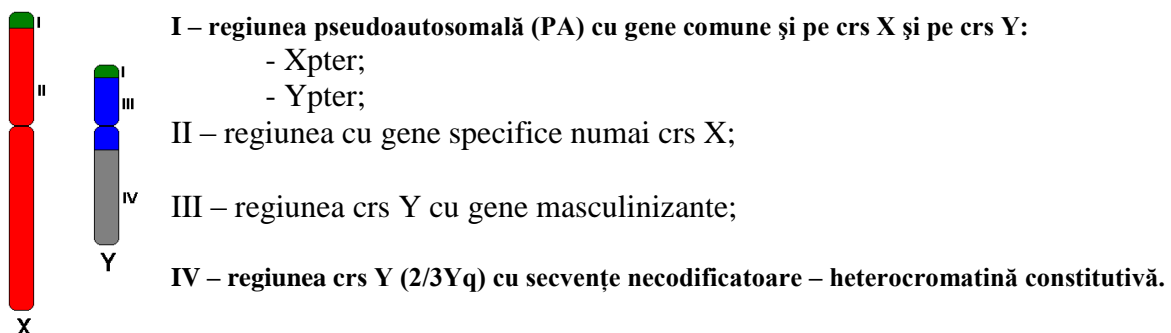 I – regiunea pseudoautosomală (PA) cu gene comune şi pe crs X şi pe crs Y:
- Xpter;
- Ypter;
II – regiunea cu gene specifice numai crs X;
III – regiunea crs Y cu gene masculinizante;
IV – regiunea crs Y (2/3Yq) cu secvenţe necodificatoare – heterocromatină constitutivă.
I
II
X
I
III
IV
Y